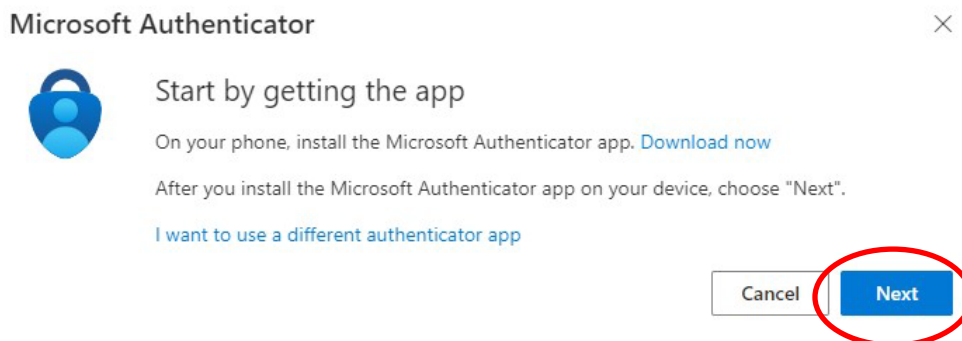 Microsoft Authenticator
Start by getting the app
On your phone, install the Microsoft Authenticator app. Download now
After you install the Microsoft Authenticator app on your device, choose "Next".
I want to use a different authenticator app
Cancel Next